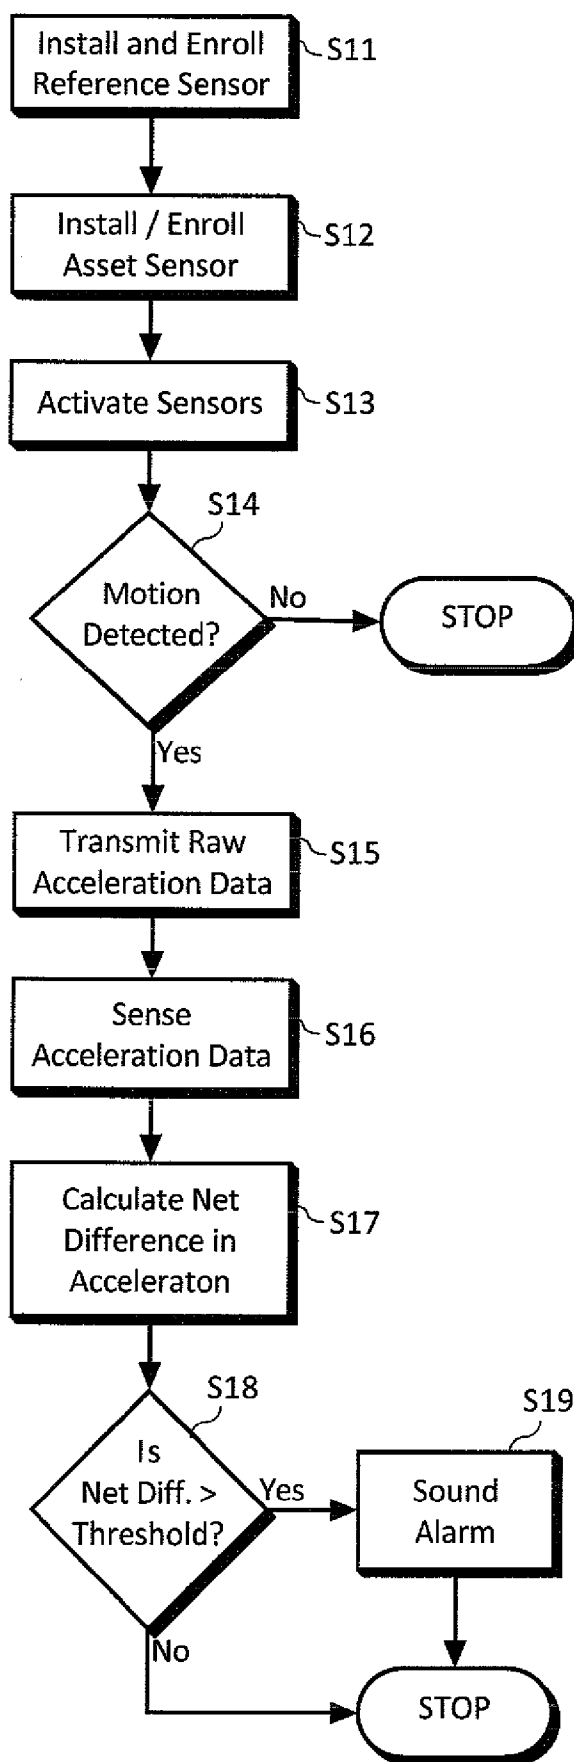 Install and Enroll
Reference Sensor
S11
Install / Enroll
Asset Sensor
S12
Activate Sensors
S13
S14
Motion
Detected?
No
STOP
Yes
Transmit Raw
Acceleration Data
S15
Sense
Acceleration Data
S16
Calculate Net
Difference in
Acceleraton
S17
S18
Is
Net Diff. >
Threshold?
Yes
S19
Sound
Alarm
No
STOP